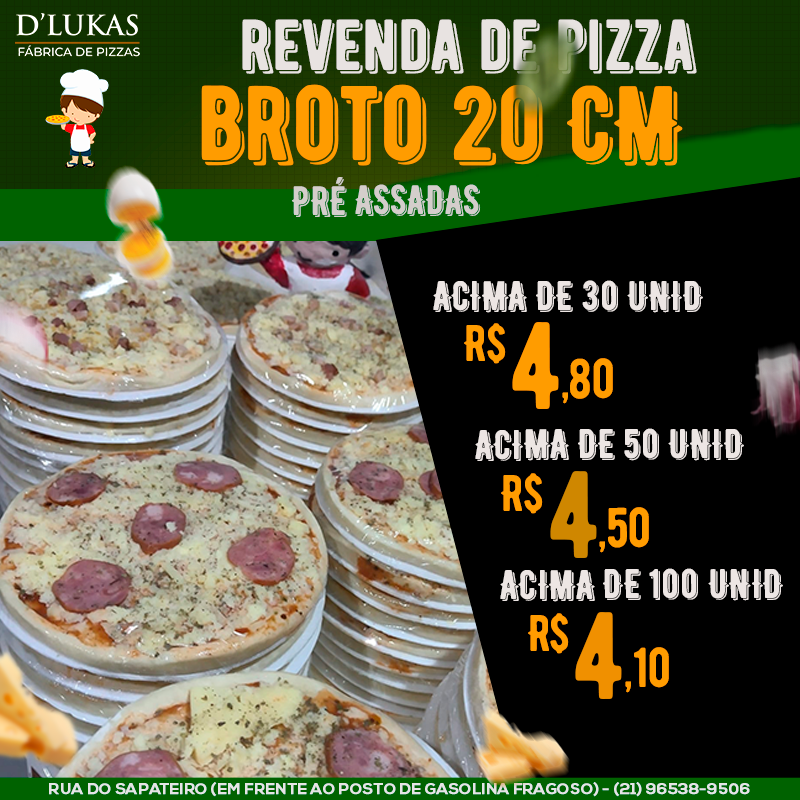 D'LUKAS
FÁBRICA DE PIZZAS
REVENDA DE PIZZA
BROTO 20 CM
PRÉ ASSADAS
ACIMA DE 30 UNID
R$ 4,80
ACIMA DE 50 UNID
R$ 4,50
ACIMA DE 100 UNID
R$ 4,10
RUA DO SAPATEIRO (EM FRENTE AO POSTO DE GASOLINA FRAGOSO) - (21) 96538-9506